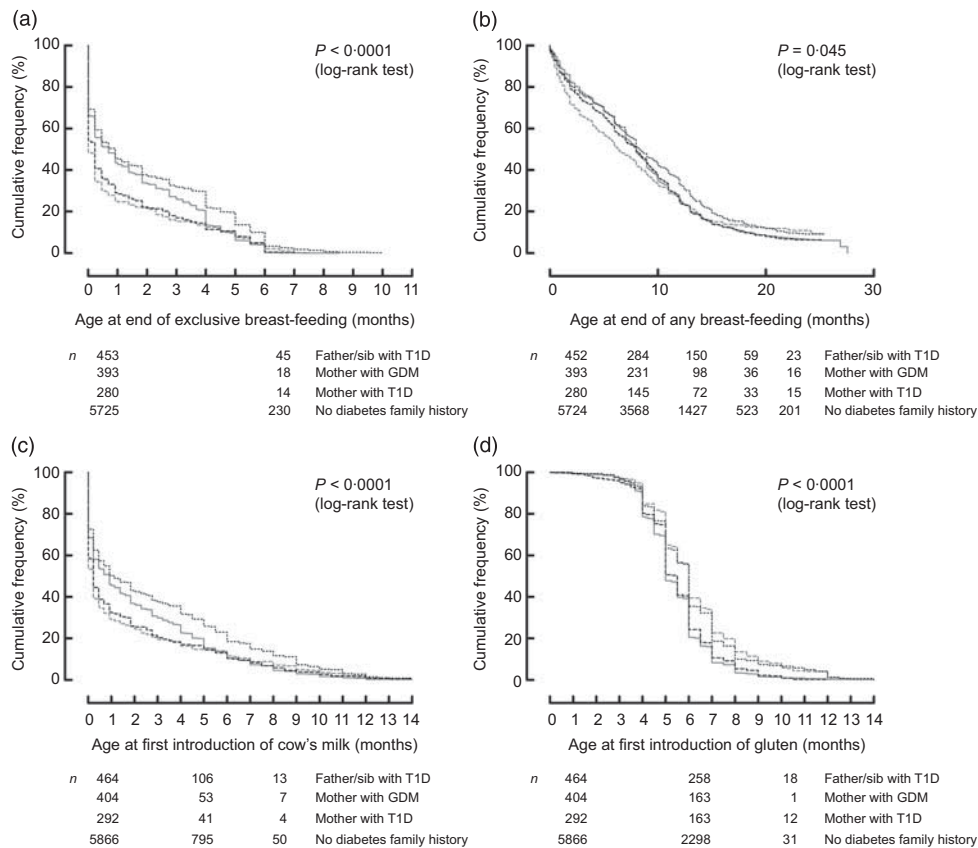 (a)
P < 0·0001
(log-rank test)
Cumulative frequency (%)
100
80
60
40
20
0
0 1 2 3 4 5 6 7 8 9 10 11
Age at end of exclusive breast-feeding (months)
n 453 45 Father/sib with T1D
393 18 Mother with GDM
280 14 Mother with T1D
5725 230 No diabetes family history
(b)
P = 0·045
(log-rank test)
Cumulative frequency (%)
100
80
60
40
20
0
0 10 20 30
Age at end of any breast-feeding (months)
n 452 284 150 59 23 Father/sib with T1D
393 231 98 36 16 Mother with GDM
280 145 72 33 15 Mother with T1D
5724 3568 1427 523 201 No diabetes family history
(c)
P < 0·0001
(log-rank test)
Cumulative frequency (%)
100
80
60
40
20
0
0 1 2 3 4 5 6 7 8 9 10 11 12 13 14
Age at first introduction of cow's milk (months)
n 464 106 13 Father/sib with T1D
404 53 7 Mother with GDM
292 41 4 Mother with T1D
5866 795 50 No diabetes family history
(d)
P < 0·0001
(log-rank test)
Cumulative frequency (%)
100
80
60
40
20
0
0 1 2 3 4 5 6 7 8 9 10 11 12 13 14
Age at first introduction of gluten (months)
n 464 258 18 Father/sib with T1D
404 163 1 Mother with GDM
292 163 12 Mother with T1D
5866 2298 31 No diabetes family history